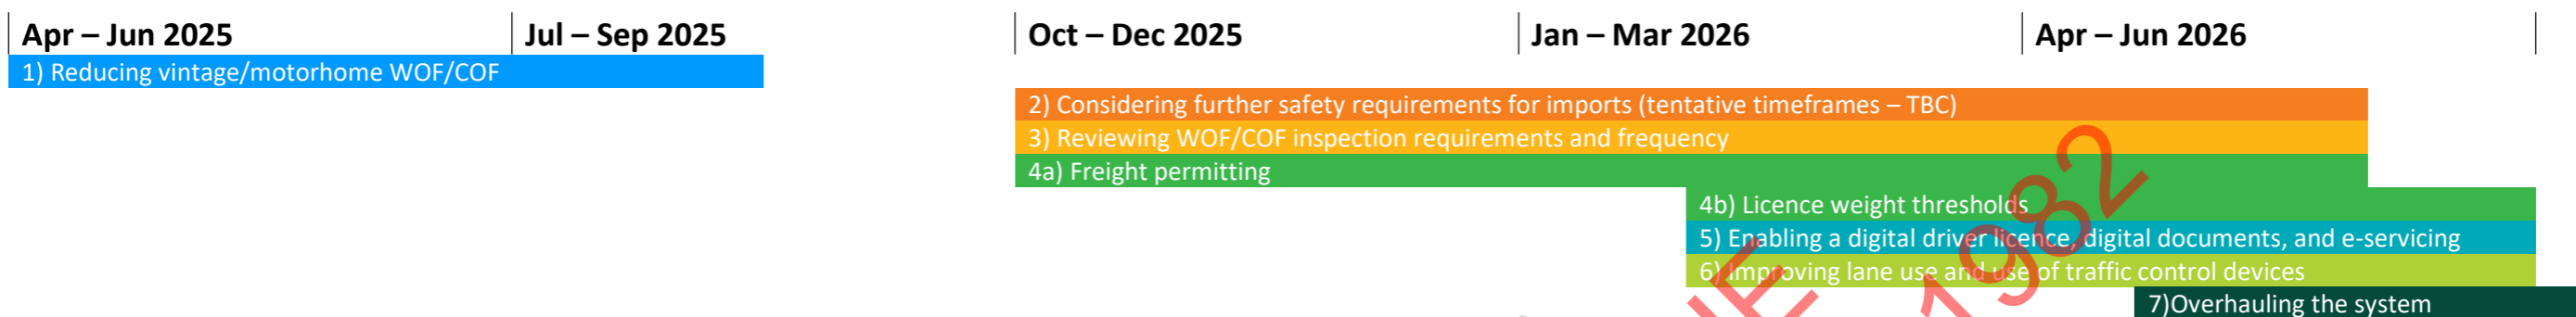 Apr – Jun 2025
Jul – Sep 2025
Oct – Dec 2025
Jan – Mar 2026
Apr – Jun 2026
1) Reducing vintage/motorhome WOF/COF
2) Considering further safety requirements for imports (tentative timeframes – TBC)
3) Reviewing WOF/COF inspection requirements and frequency
4a) Freight permitting
4b) Licence weight thresholds
5) Enabling a digital driver licence, digital documents, and e-servicing
6) Improving lane use and use of traffic control devices
7)Overhauling the system
1982